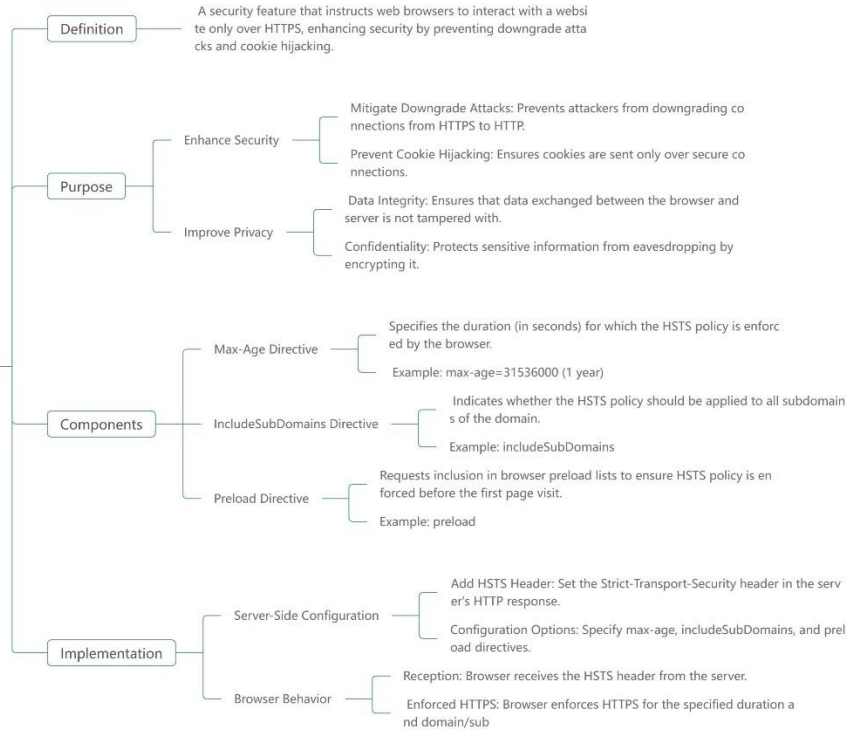 Definition
A security feature that instructs web browsers to interact with a websi
te only over HTTPS, enhancing security by preventing downgrade atta
cks and cookie hijacking.
Purpose
Enhance Security
Mitigate Downgrade Attacks: Prevents attackers from downgrading co
nnections from HTTPS to HTTP.
Prevent Cookie Hijacking: Ensures cookies are sent only over secure co
nnections.
Improve Privacy
Data Integrity: Ensures that data exchanged between the browser and
server is not tampered with.
Confidentiality: Protects sensitive information from eavesdropping by
encrypting it.
Components
Max-Age Directive
Specifies the duration (in seconds) for which the HSTS policy is enforc
ed by the browser.
Example: max-age=31536000 (1 year)
IncludeSubDomains Directive
Indicates whether the HSTS policy should be applied to all subdomain
s of the domain.
Example: includeSubDomains
Preload Directive
Requests inclusion in browser preload lists to ensure HSTS policy is en
forced before the first page visit.
Example: preload
Implementation
Server-Side Configuration
Add HSTS Header: Set the Strict-Transport-Security header in the serv
er's HTTP response.
Configuration Options: Specify max-age, includeSubDomains, and prel
oad directives.
Browser Behavior
Reception: Browser receives the HSTS header from the server.
Enforced HTTPS: Browser enforces HTTPS for the specified duration a
nd domain/sub